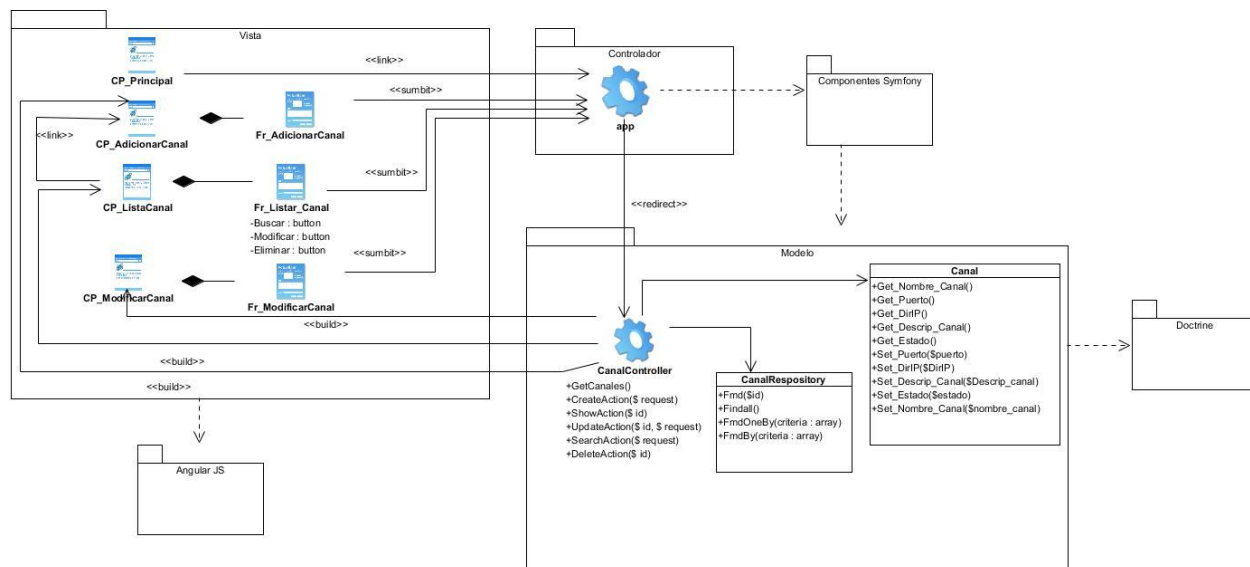 Vista
CP_Principal
<<link>>
CP_AdicionarCanal
<<link>>
Fr_AdicionarCanal
<<sumbit>>
CP_ListaCanal
Fr_Listar_Canal
-Buscar : button
-Modificar : button
-Eliminar : button
<<sumbit>>
CP_ModificarCanal
Fr_ModificarCanal
<<sumbit>>
<<build>>
<<build>>
<<build>>
Angular JS
Controlador
app
<<redirect>>
Componentes Symfony
Modelo
CanalController
+GetCanales()
+CreateAction($ request)
+ShowAction($ id)
+UpdateAction($ id, $ request)
+SearchAction($ request)
+DeleteAction($ id)
CanalRespository
+Fmd($id)
+Findall()
+FmdOneBy(criteria : array)
+FmdBy(criteria : array)
Canal
+Get_Nombre_Canal()
+Get_Puerto()
+Get_DirIP()
+Get_Descrip_Canal()
+Get_Estado()
+Set_Puerto($puerto)
+Set_DirIP($DirIP)
+Set_Descrip_Canal($Descrip_canal)
+Set_Estado($estado)
+Set_Nombre_Canal($nombre_canal)
Doctrine